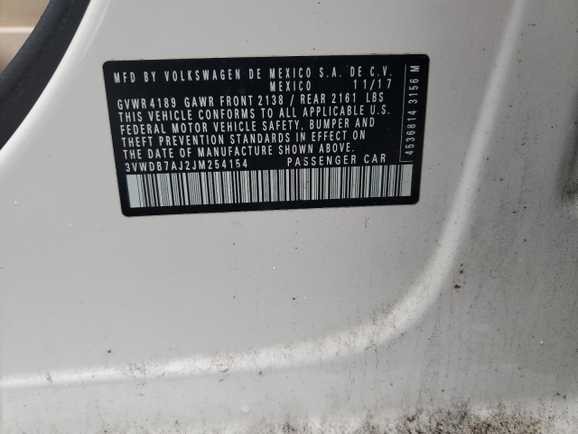 MFD BY VOLKSWAGEN DE MEXICO S.A. DE C.V.
MEXICO 11/17
GVWR 4189 GAWR FRONT 2138 / REAR 2161 LBS
THIS VEHICLE CONFORMS TO ALL APPLICABLE U.S.
FEDERAL MOTOR VEHICLE SAFETY, BUMPER AND
THEFT PREVENTION STANDARDS IN EFFECT ON
THE DATE OF MANUFACTURE SHOWN ABOVE.
3VWDB7AJ2JM254154 PASSENGER CAR
4536814 3156 M